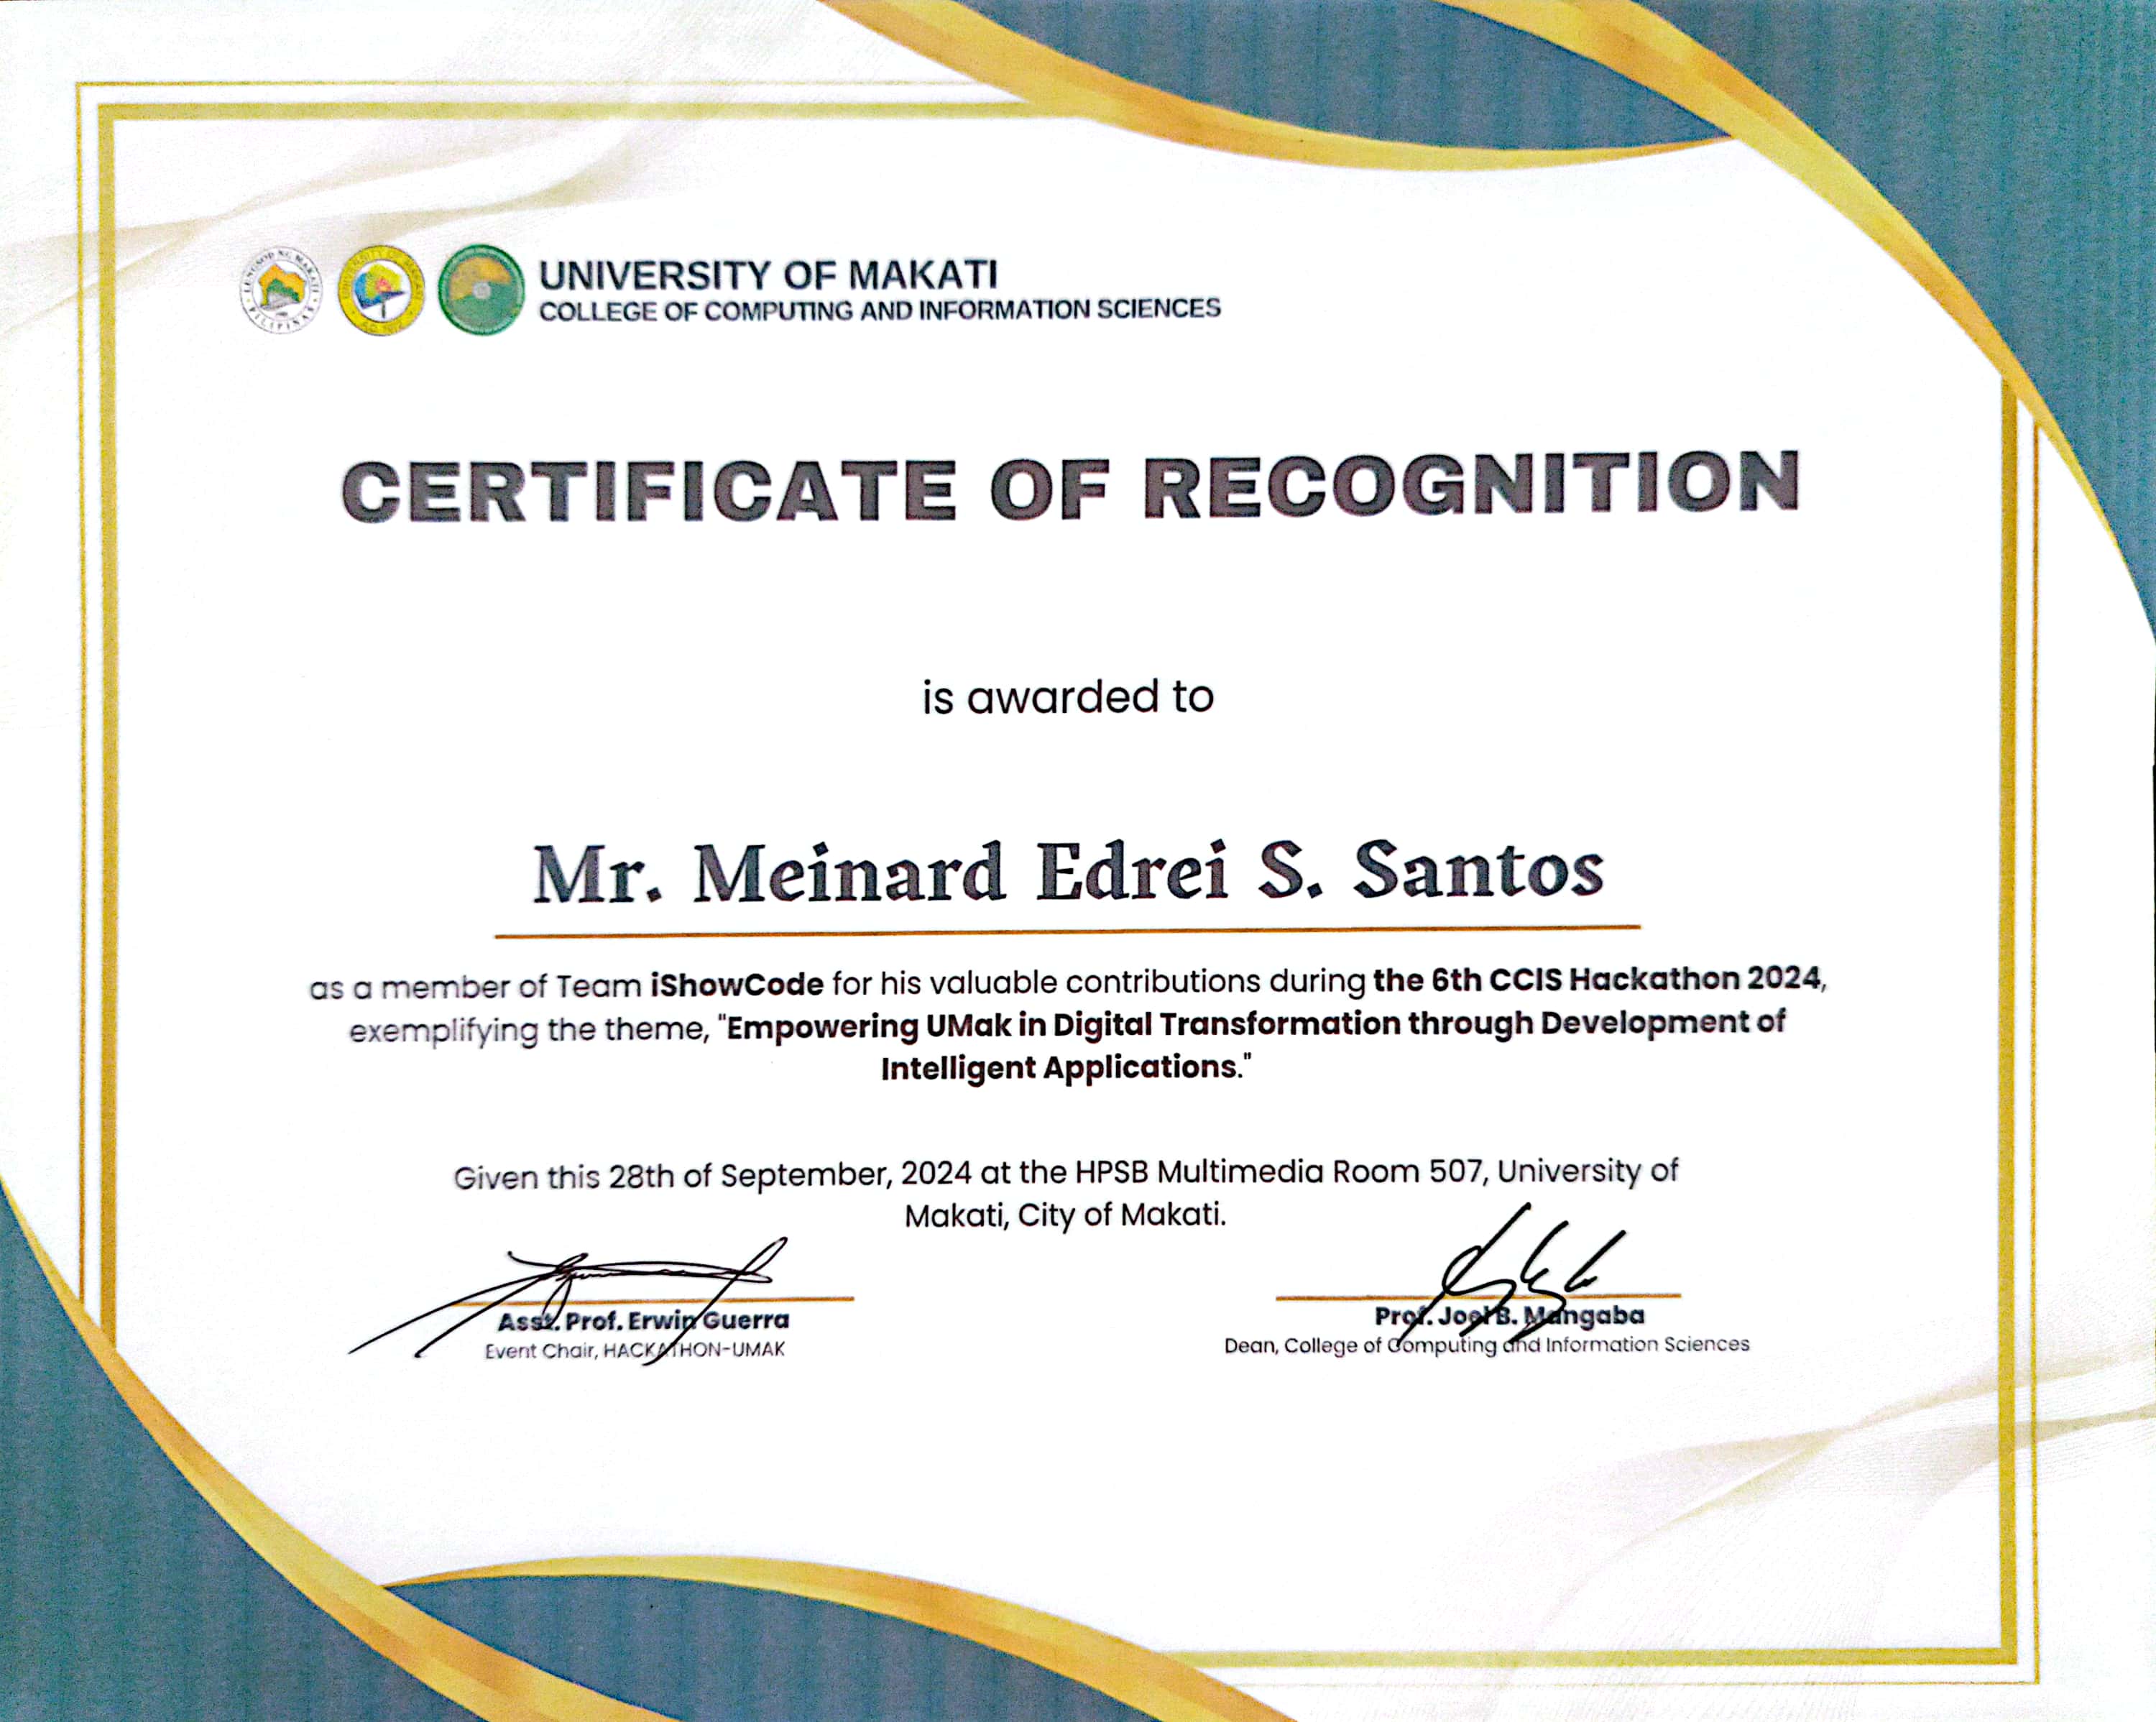 UNIVERSITY OF MAKATI
COLLEGE OF COMPUTING AND INFORMATION SCIENCES
CERTIFICATE OF RECOGNITION
is awarded to
Mr. Meinard Edrei S. Santos
as a member of Team iShowCode for his valuable contributions during the 6th CCIS Hackathon 2024,
exemplifying the theme, "Empowering UMak in Digital Transformation through Development of
Intelligent Applications."
Given this 28th of September, 2024 at the HPSB Multimedia Room 507, University of
Makati, City of Makati.
Asst. Prof. Erwin Guerra
Event Chair, HACKATHON-UMAK
Prof. Joel B. Mangaba
Dean, College of Computing and Information Sciences